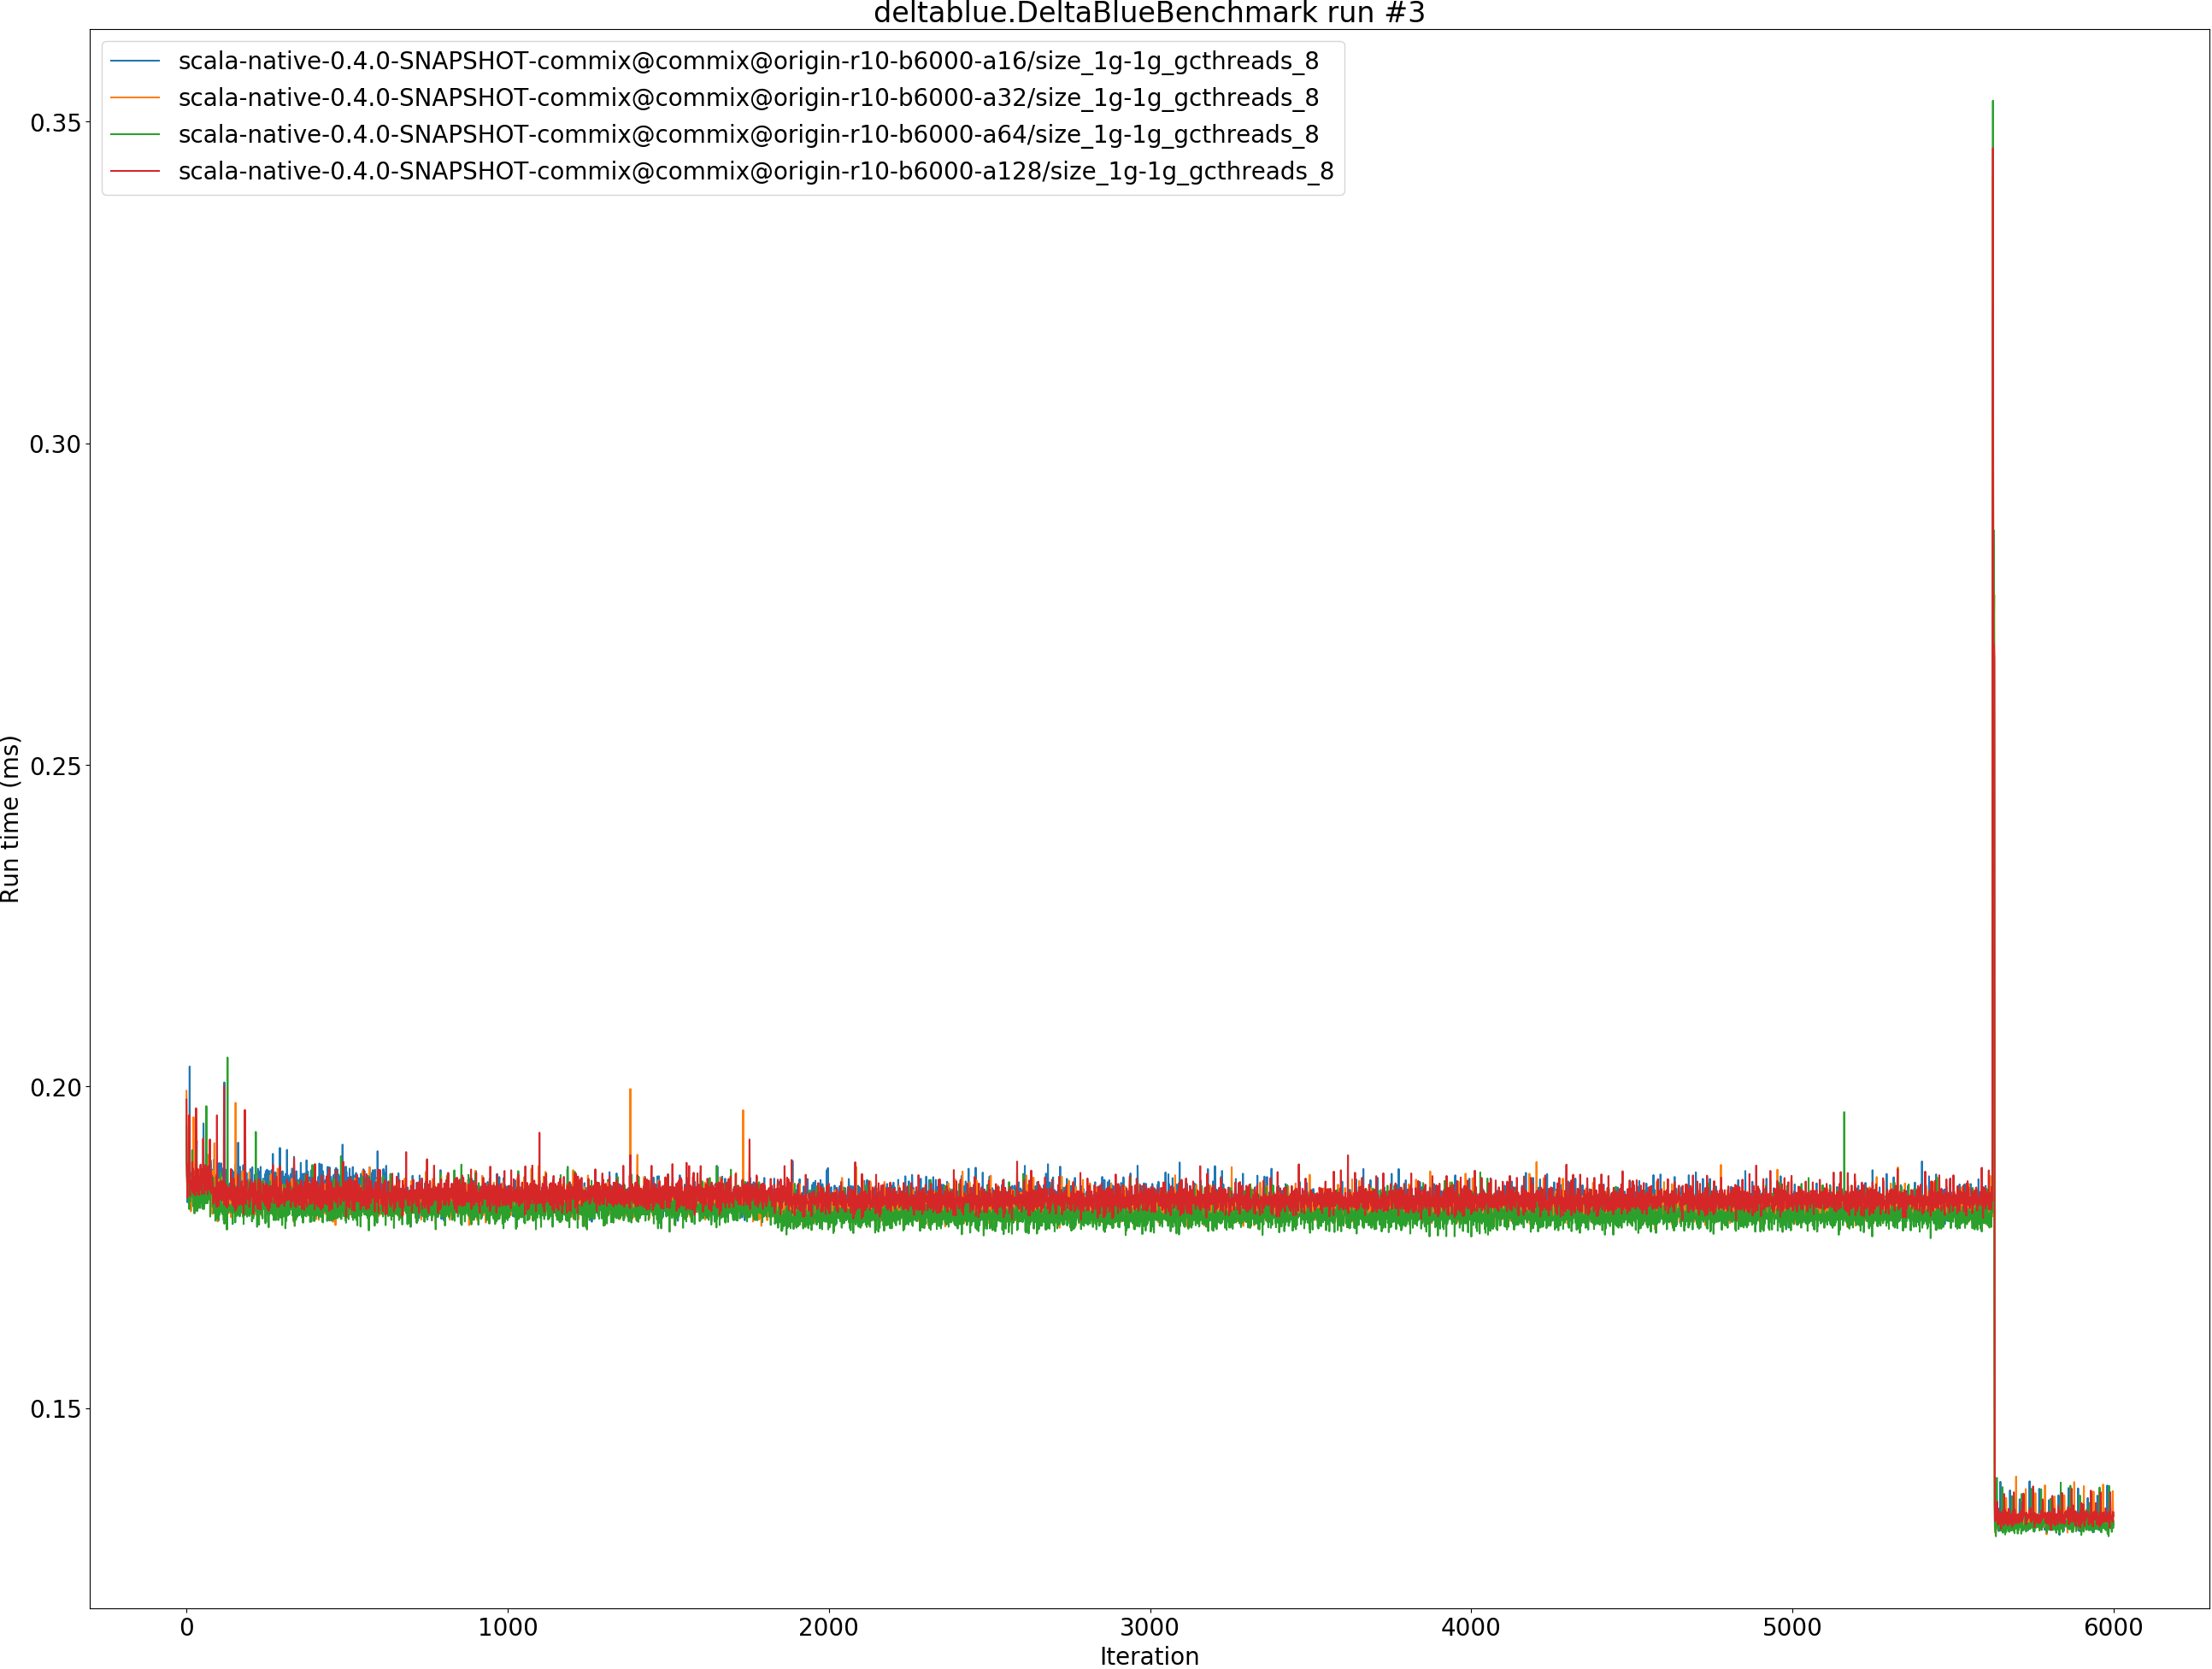 deltablue.DeltaBlueBenchmark run #3
scala-native-0.4.0-SNAPSHOT-commix@commix@origin-r10-b6000-a16/size_1g-1g_gcthreads_8
scala-native-0.4.0-SNAPSHOT-commix@commix@origin-r10-b6000-a32/size_1g-1g_gcthreads_8
scala-native-0.4.0-SNAPSHOT-commix@commix@origin-r10-b6000-a64/size_1g-1g_gcthreads_8
scala-native-0.4.0-SNAPSHOT-commix@commix@origin-r10-b6000-a128/size_1g-1g_gcthreads_8
0.35
0.30
0.25
0.20
0.15
Run time (ms)
0 1000 2000 3000 4000 5000 6000
Iteration